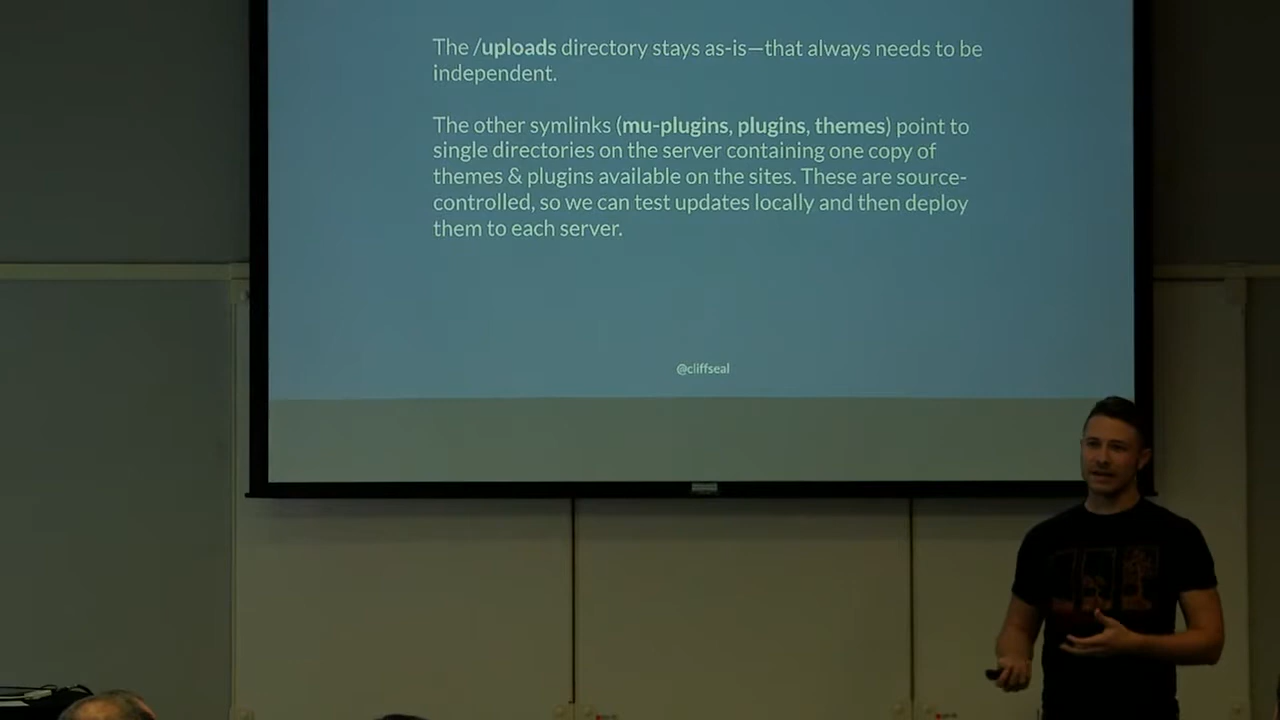 The /uploads directory stays as-is—that always needs to be
independent.
The other symlinks (mu-plugins, plugins, themes) point to
single directories on the server containing one copy of
themes & plugins available on the sites. These are source-
controlled, so we can test updates locally and then deploy
them to each server.
@cliffseal